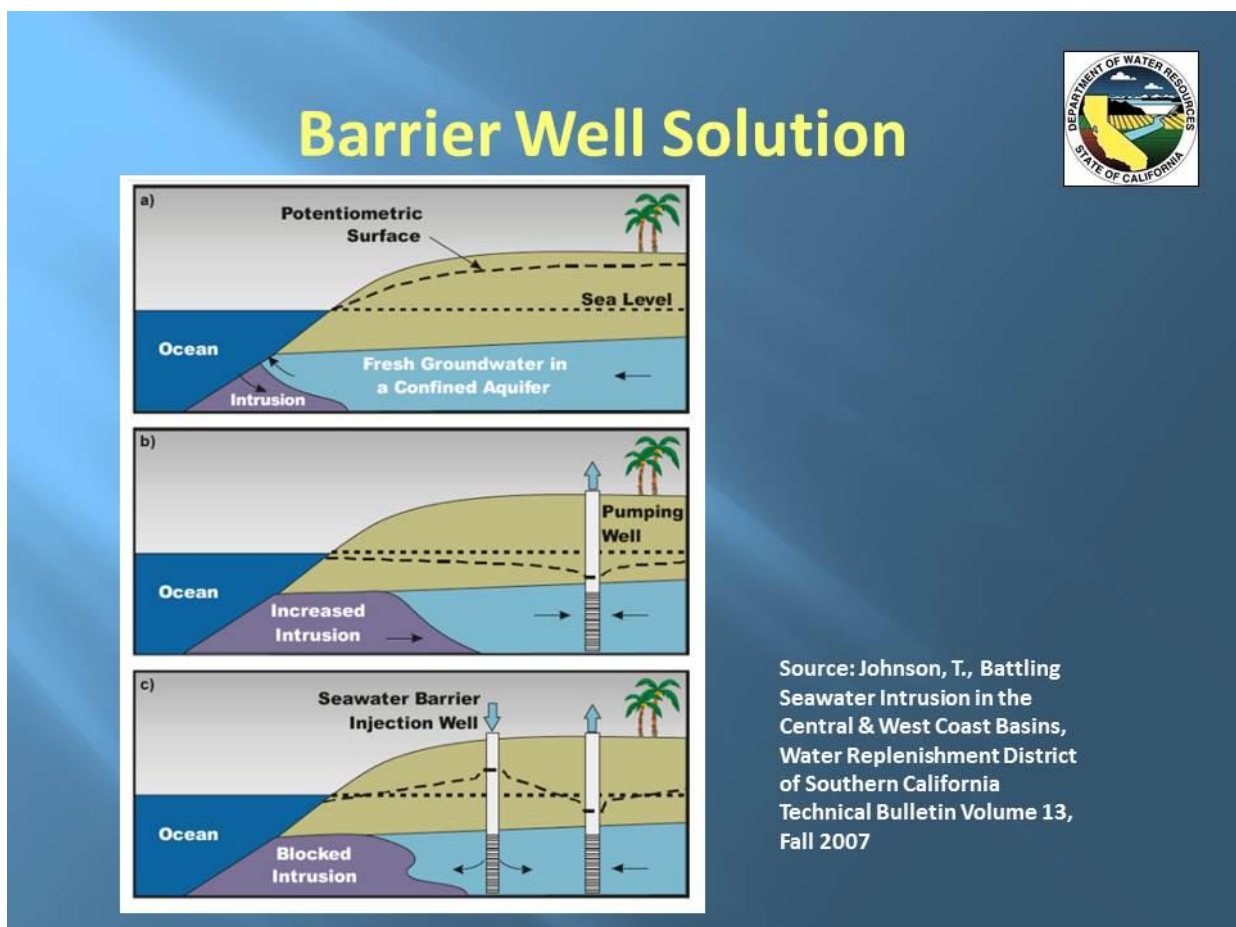 Barrier Well Solution
DEPARTMENT OF WATER RESOURCES
STATE OF CALIFORNIA
a)
Potentiometric
Surface
Sea Level
Ocean
Fresh Groundwater in
a Confined Aquifer
Intrusion
b)
Pumping
Well
Ocean
Increased
Intrusion
c)
Seawater Barrier
Injection Well
Ocean
Blocked
Intrusion
Source: Johnson, T., Battling
Seawater Intrusion in the
Central & West Coast Basins,
Water Replenishment District
of Southern California
Technical Bulletin Volume 13,
Fall 2007